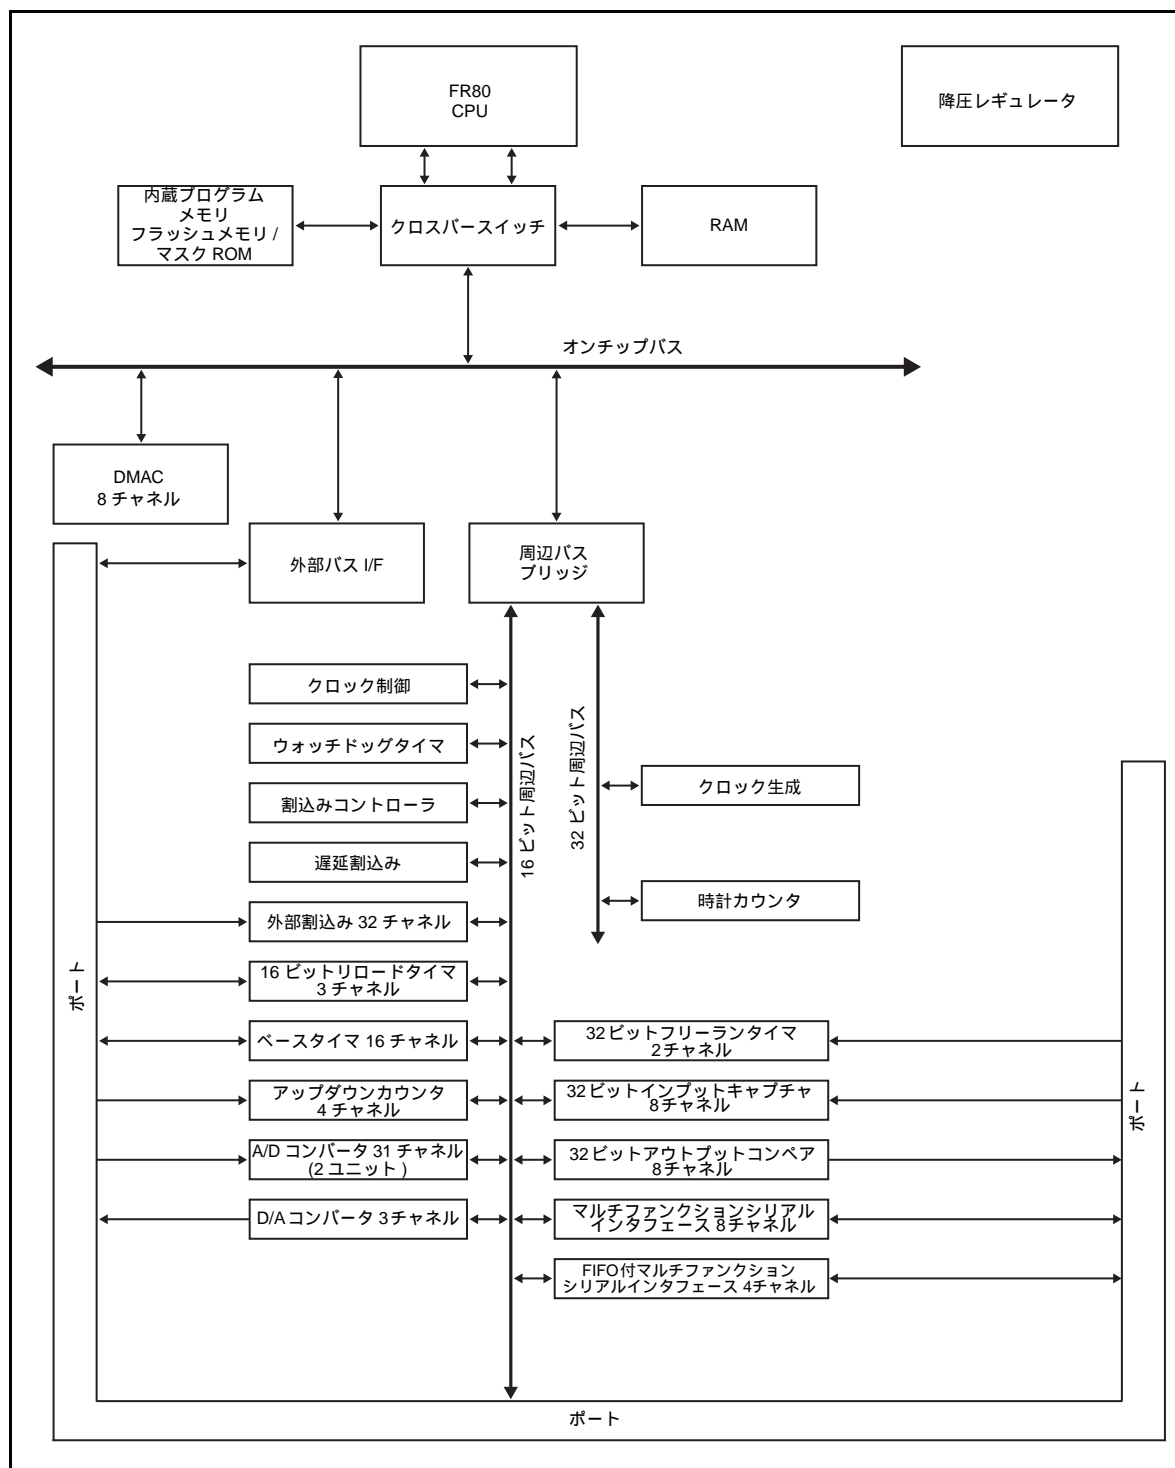 FR80
CPU
降圧レギュレータ
内蔵プログラム
メモリ
フラッシュメモリ /
マスク ROM
クロスバースイッチ
RAM
オンチップバス
DMAC
8 チャネル
外部バス I/F
周辺バス
ブリッジ
クロック制御
ウォッチドッグタイマ
割込みコントローラ
遅延割込み
外部割込み 32 チャネル
16 ビットリロードタイマ
3 チャネル
ベースタイマ 16 チャネル
アップダウンカウンタ
4 チャネル
A/D コンバータ 31 チャネル
(2 ユニット )
D/Aコンバータ 3チャネル
16 ビット周辺バス
32 ビット周辺バス
クロック生成
時計カウンタ
32ビットフリーランタイマ
2チャネル
32ビットインプットキャプチャ
8チャネル
32ビットアウトプットコンペア
8チャネル
マルチファンクションシリアル
インタフェース 8チャネル
FIFO付マルチファンクション
シリアルインタフェース 4チャネル
ポート
ポート
ポート